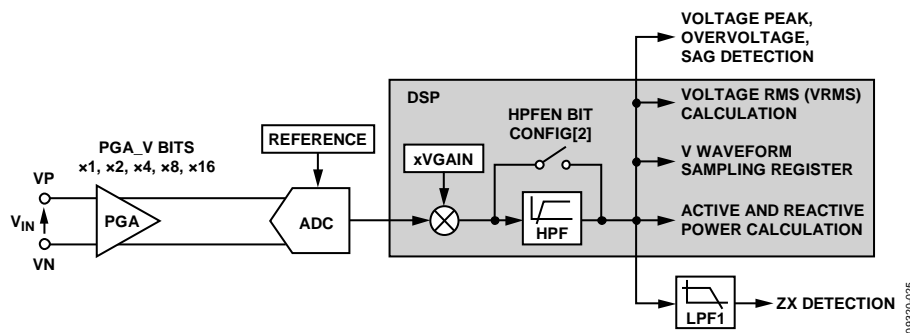 VOLTAGE PEAK,
OVERVOLTAGE,
SAG DETECTION
DSP
HPFEN BIT
CONFIG[2]
VOLTAGE RMS (VRMS)
CALCULATION
PGA_V BITS
×1, ×2, ×4, ×8, ×16
REFERENCE
xVGAIN
V WAVEFORM
SAMPLING REGISTER
VP
VIN
VN
PGA
ADC
HPF
ACTIVE AND REACTIVE
POWER CALCULATION
LPF1
ZX DETECTION
09320-025